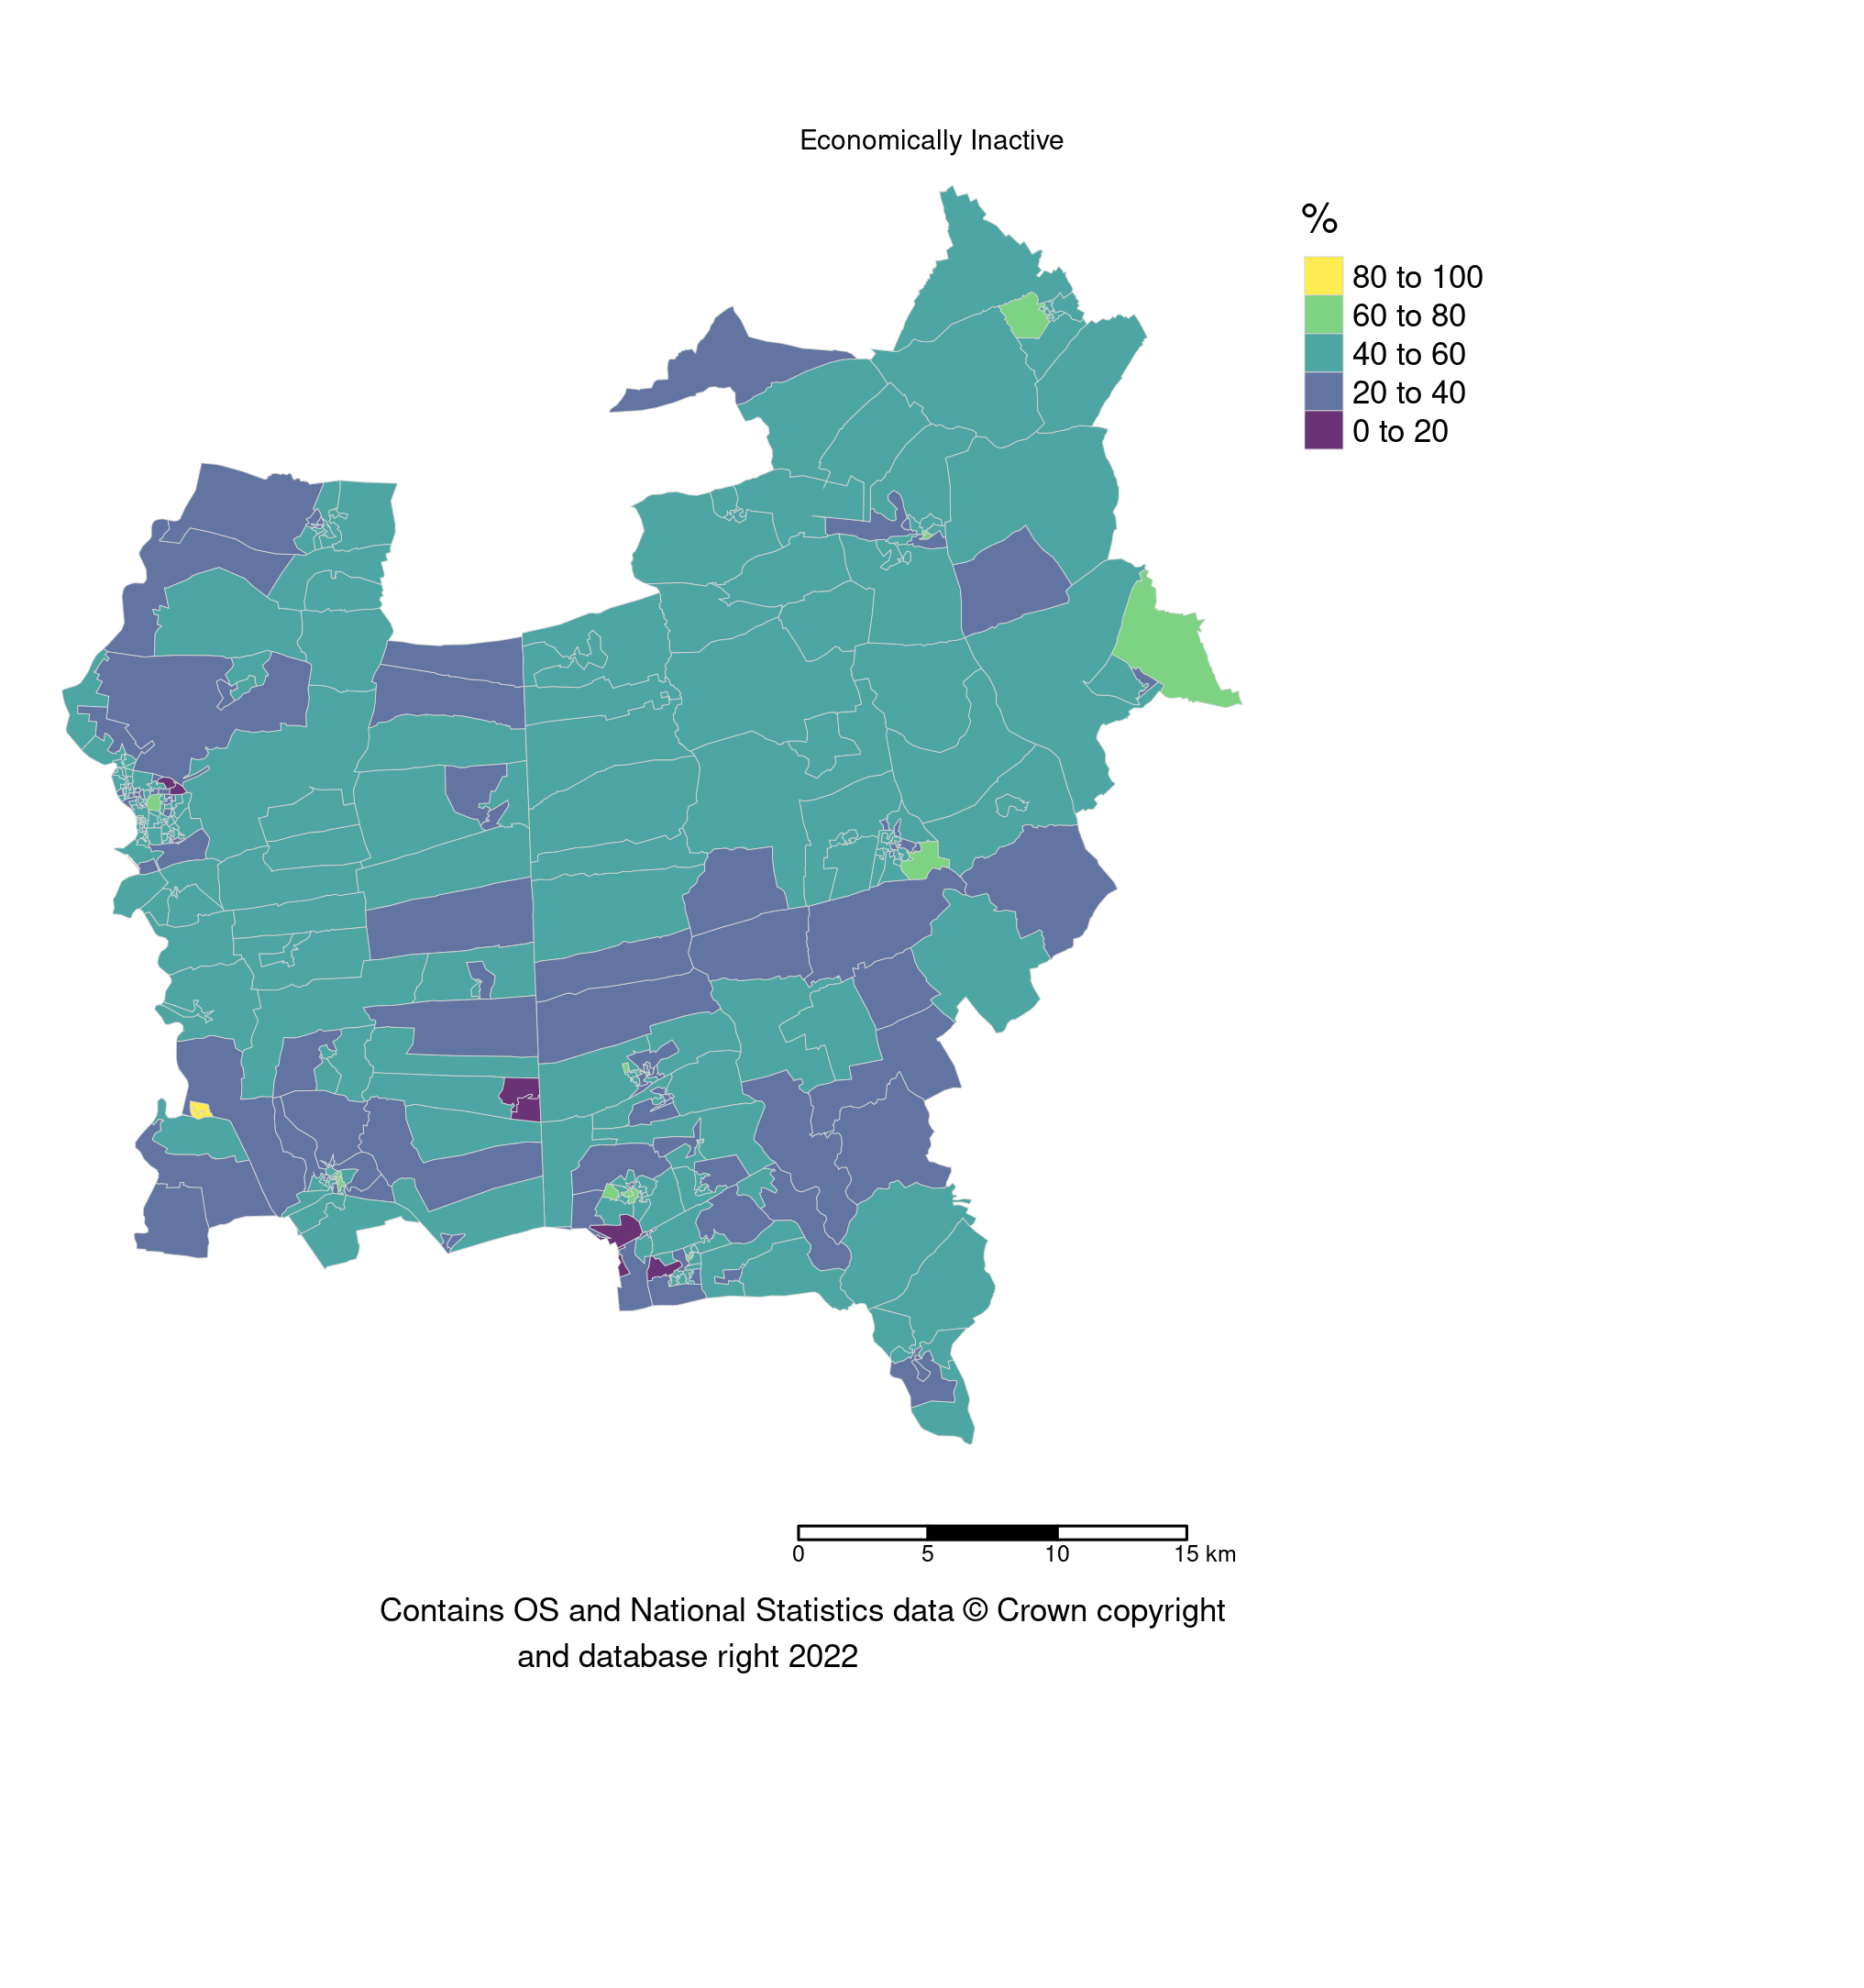 Economically Inactive
%
80 to 100
60 to 80
40 to 60
20 to 40
0 to 20
0 5 10 15 km
Contains OS and National Statistics data © Crown copyright
and database right 2022